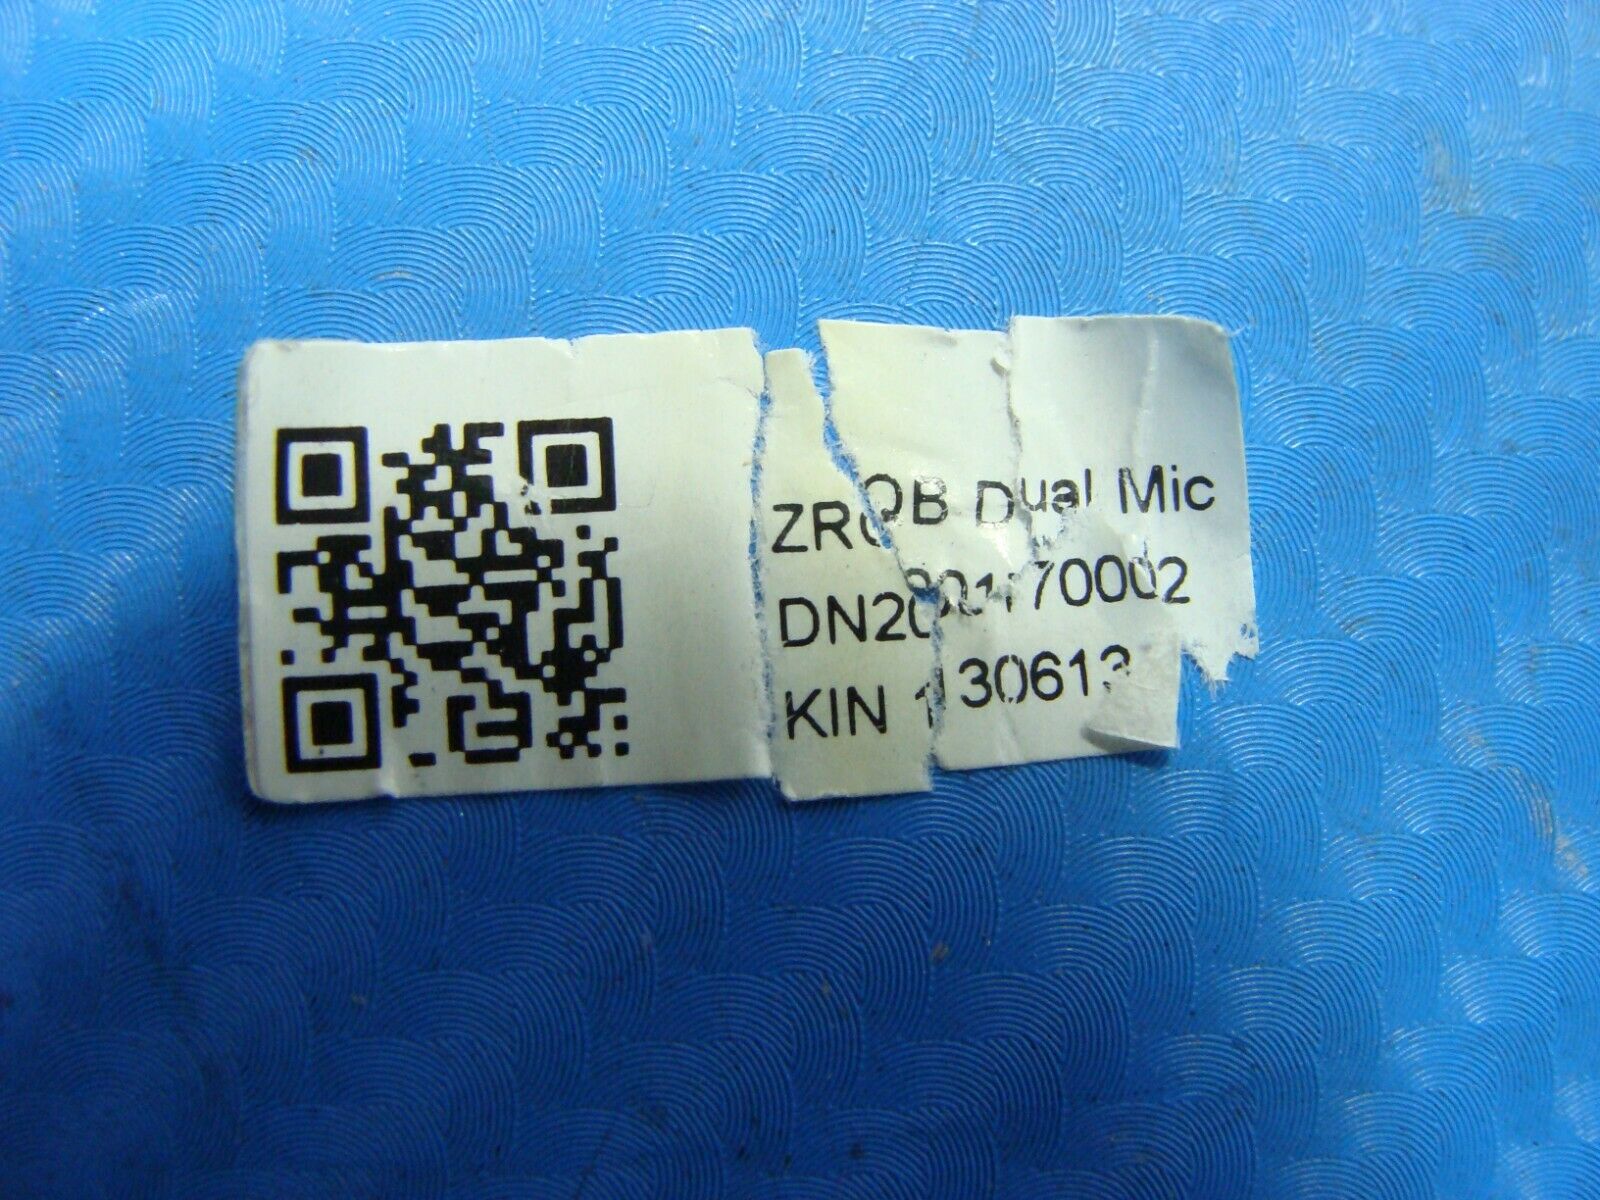 ZRQB Dual Mic
KIN 130613